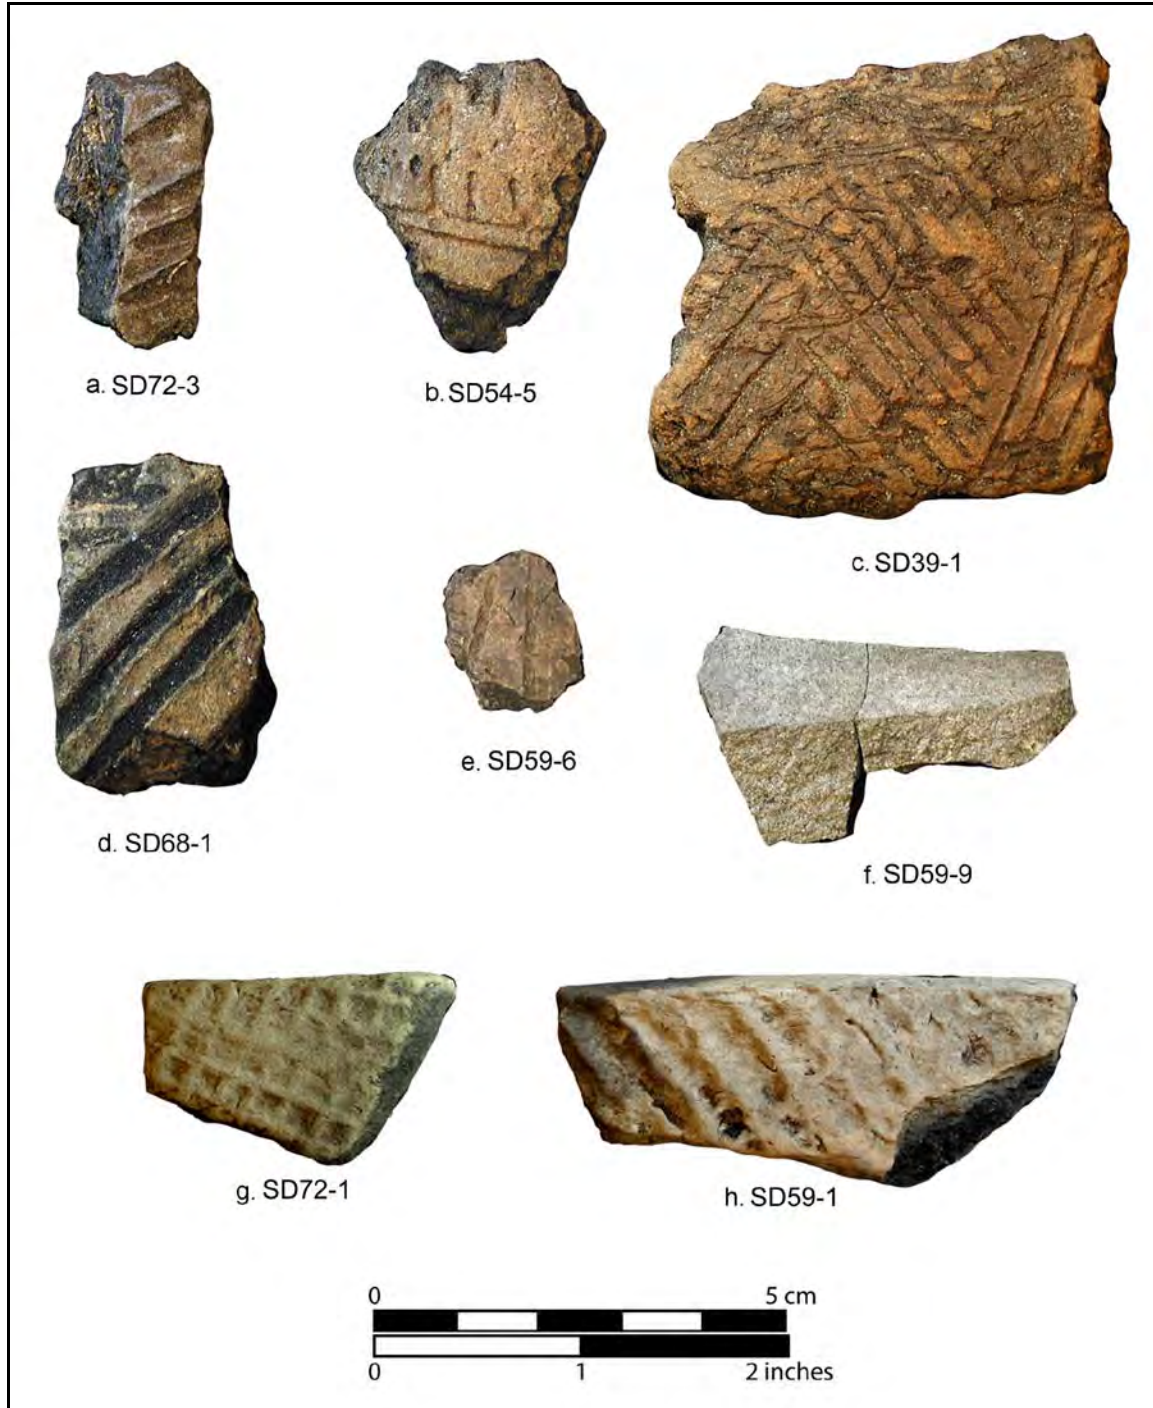 a. SD72-3
b. SD54-5
c. SD39-1
d. SD68-1
e. SD59-6
f. SD59-9
g. SD72-1
h. SD59-1
0 5 cm
0 1 2 inches